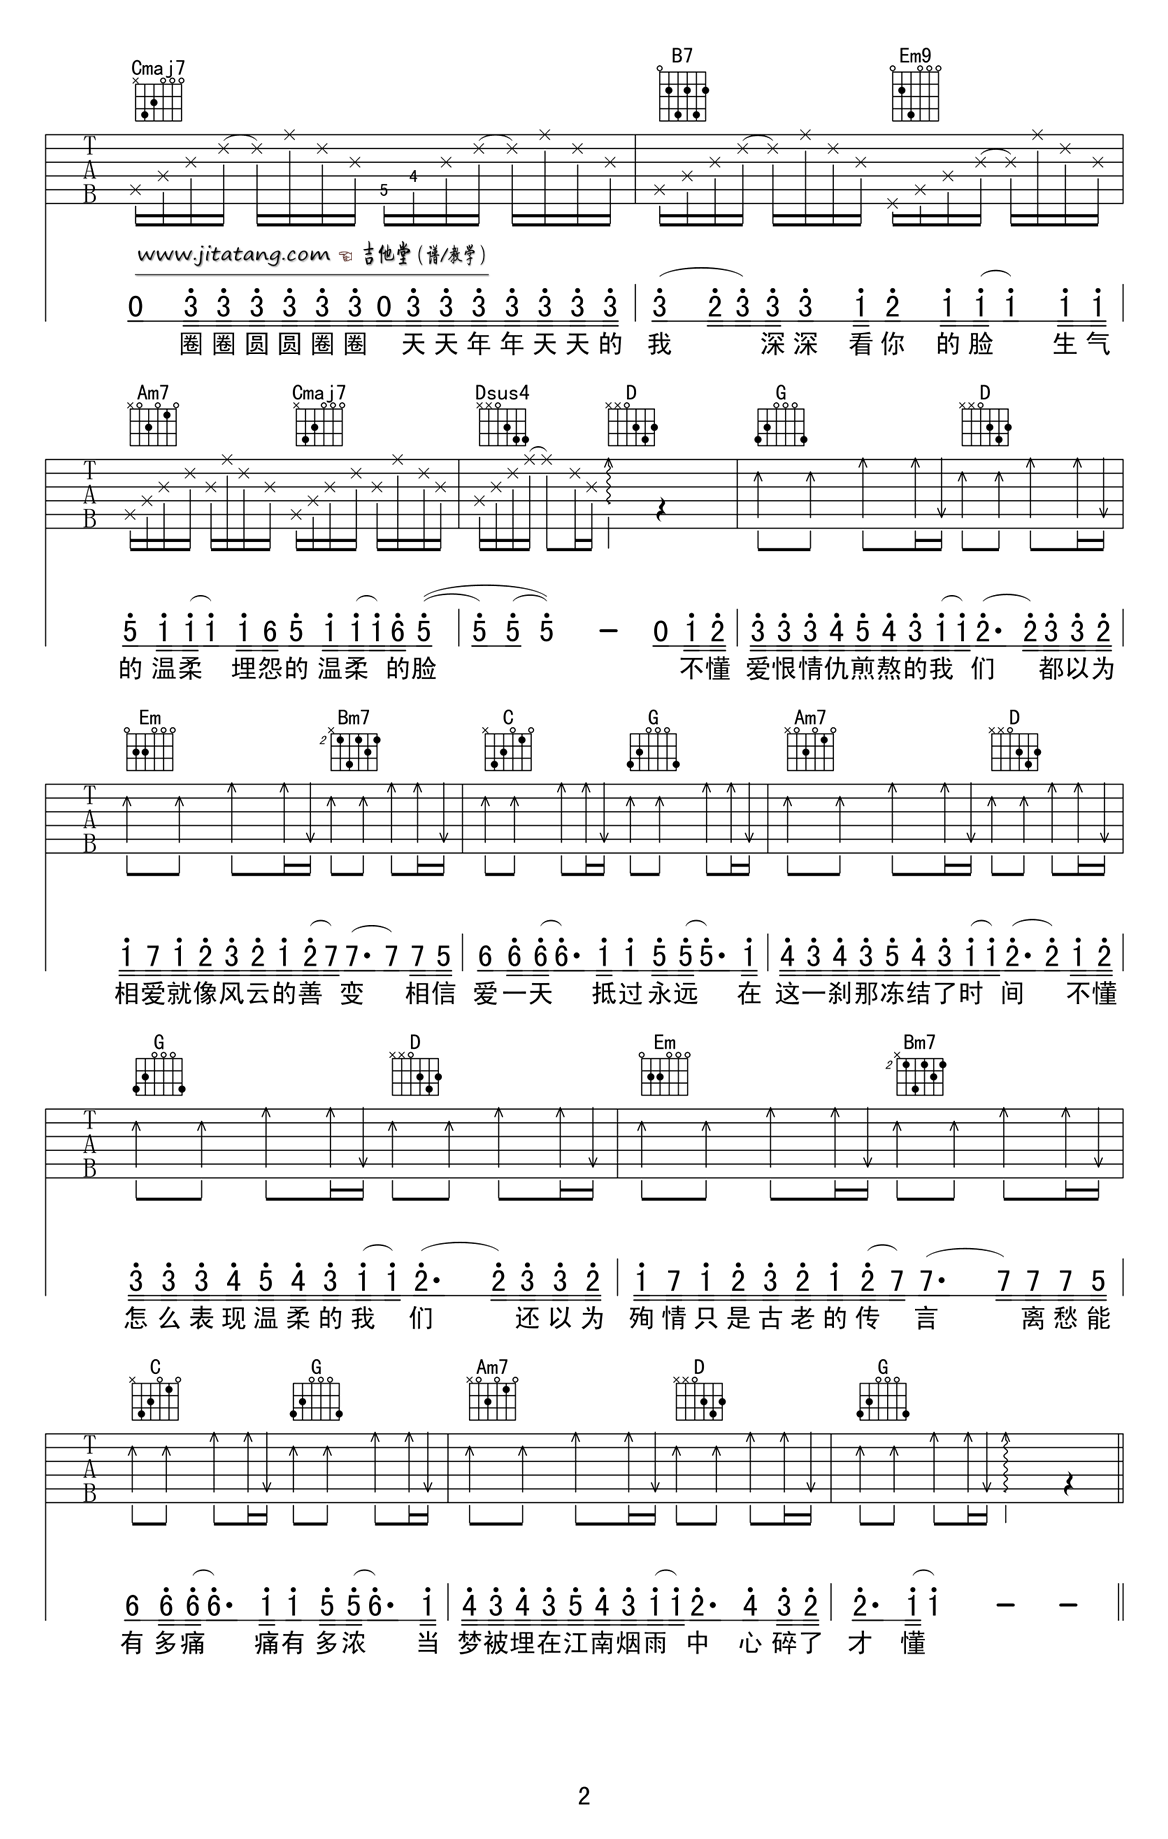 Cmaj7 B7 Em9
T A B 5 4
www.jitatang.com ☜ 吉他堂(谱/教学)
0 3 3 3 3 3 3 0 3 3 3 3 3 3 3 3 2 3 3 3 1 2 1 1 1 1 1
圈圈圆圆圈圈 天天年年天天的 我 深深 看你 的脸 生气
Am7 Cmaj7 Dsus4 D G D
T A B
5 1 1 1 1 6 5 1 1 1 6 5 5 5 5 - 0 1 2 3 3 3 4 5 4 3 1 1 2· 2 3 3 2
的温柔 埋怨的温柔 的脸 不懂 爱恨情仇煎熬的我 们 都以为
Em Bm7 C G Am7 D
2
T A B
1 7 1 2 3 2 1 2 7 7· 7 7 5 6 6 6 6· 1 1 5 5 5· 1 4 3 4 3 5 4 3 1 1 2· 2 1 2
相爱就像风云的善 变 相信 爱一天 抵过永远 在 这一刹那冻结了时 间 不懂
G D Em Bm7
2
T A B
3 3 3 4 5 4 3 1 1 2· 2 3 3 2 1 7 1 2 3 2 1 2 7 7· 7 7 7 5
怎么表现温柔的我 们 还以为 殉情只是古老的传 言 离愁能
C G Am7 D G
T A B
6 6 6 6· 1 1 5 5 6· 1 4 3 4 3 5 4 3 1 1 2· 4 3 2 2· 1 1 - -
有多痛 痛有多浓 当 梦被埋在江南烟雨 中 心碎了 才 懂
2